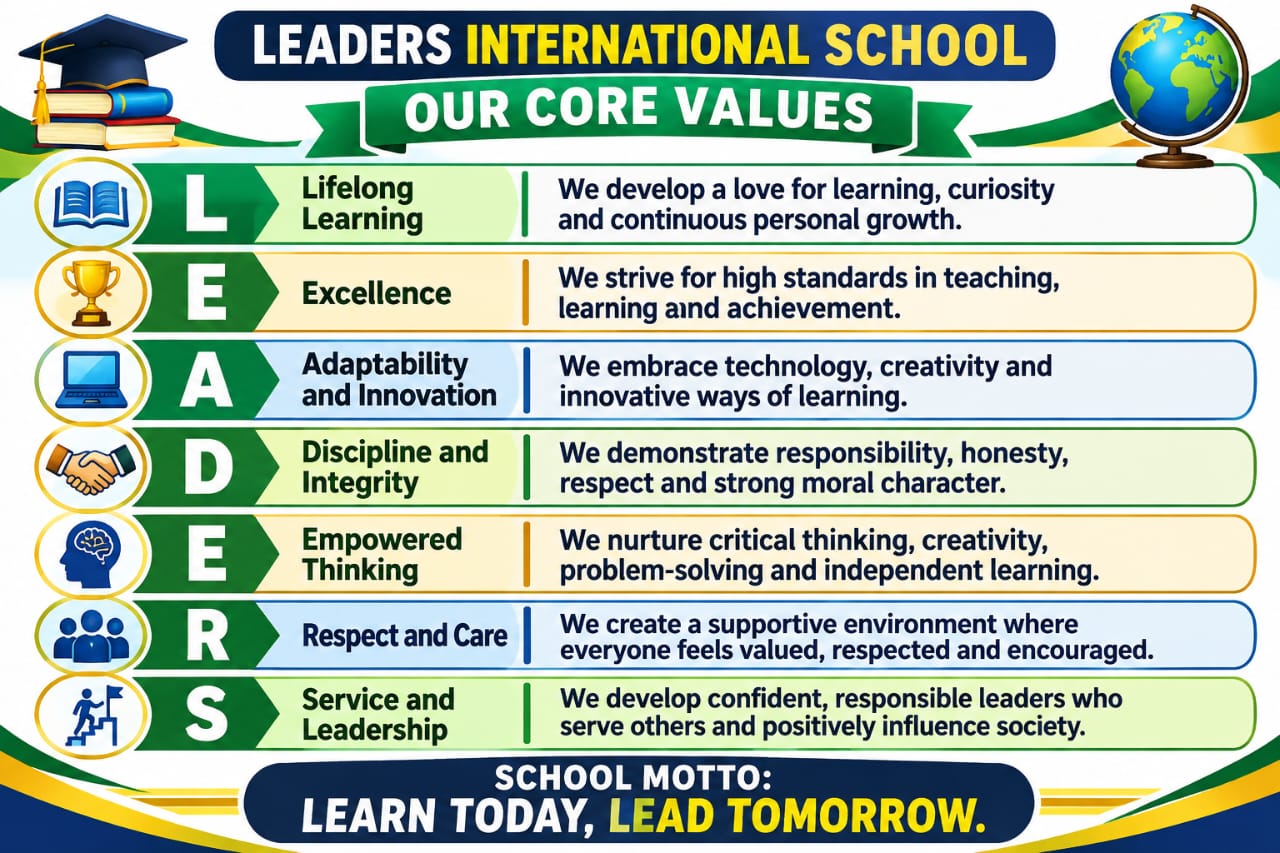 LEADERS INTERNATIONAL SCHOOL
OUR CORE VALUES
L
Lifelong
Learning
We develop a love for learning, curiosity
and continuous personal growth.
E
Excellence
We strive for high standards in teaching,
learning and achievement.
A
Adaptability
and Innovation
We embrace technology, creativity and
innovative ways of learning.
D
Discipline and
Integrity
We demonstrate responsibility, honesty,
respect and strong moral character.
E
Empowered
Thinking
We nurture critical thinking, creativity,
problem-solving and independent learning.
R
Respect and Care
We create a supportive environment where
everyone feels valued, respected and encouraged.
S
Service and
Leadership
We develop confident, responsible leaders who
serve others and positively influence society.
SCHOOL MOTTO:
LEARN TODAY, LEAD TOMORROW.